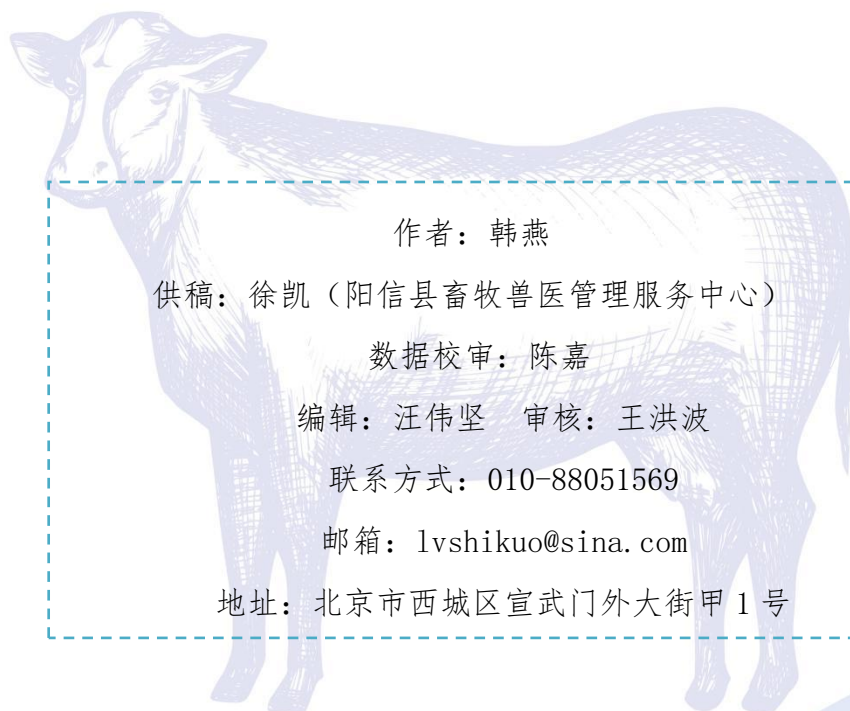 作者：韩燕
供稿：徐凯（阳信县畜牧兽医管理服务中心）
数据校审：陈嘉
编辑：汪伟坚　审核：王洪波
联系方式：010-88051569
邮箱：lvshikuo@sina.com
地址：北京市西城区宣武门外大街甲 1 号